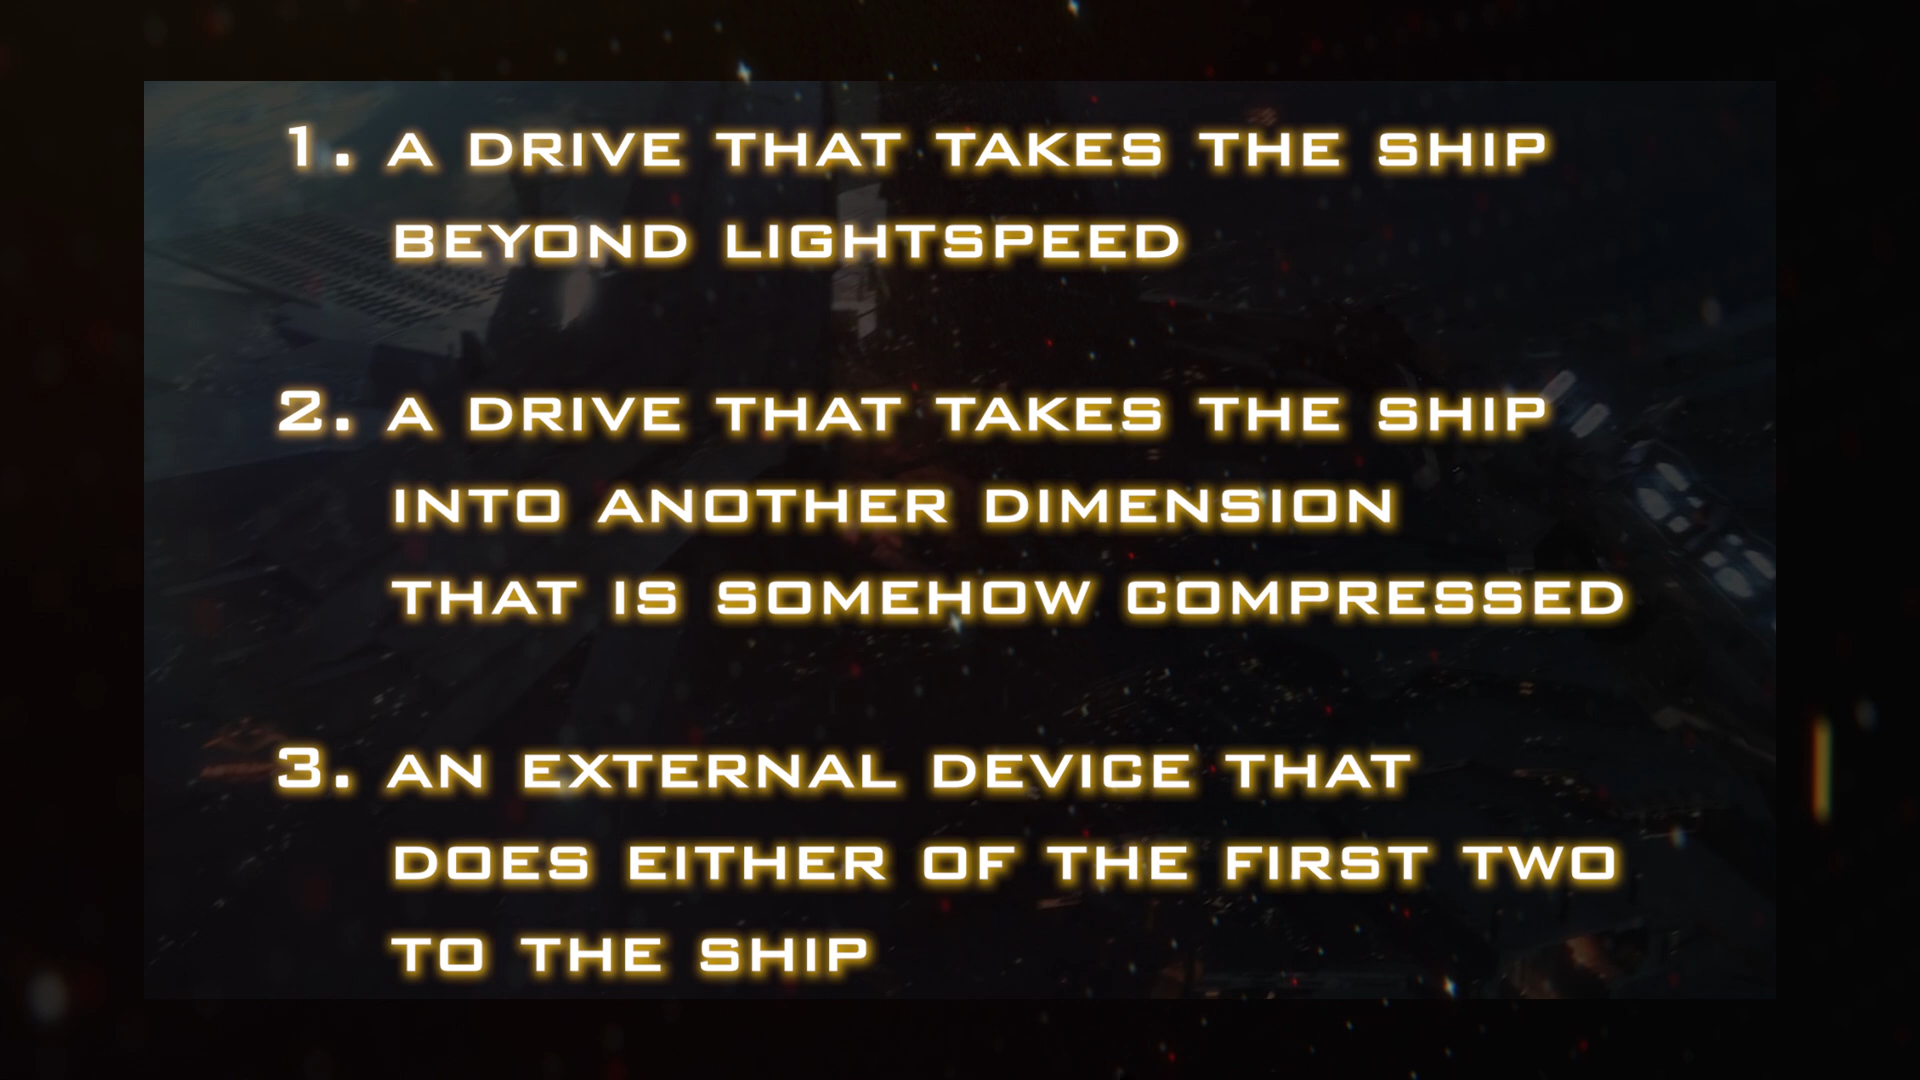 1. A DRIVE THAT TAKES THE SHIP
BEYOND LIGHTSPEED
2. A DRIVE THAT TAKES THE SHIP
INTO ANOTHER DIMENSION
THAT IS SOMEHOW COMPRESSED
3. AN EXTERNAL DEVICE THAT
DOES EITHER OF THE FIRST TWO
TO THE SHIP